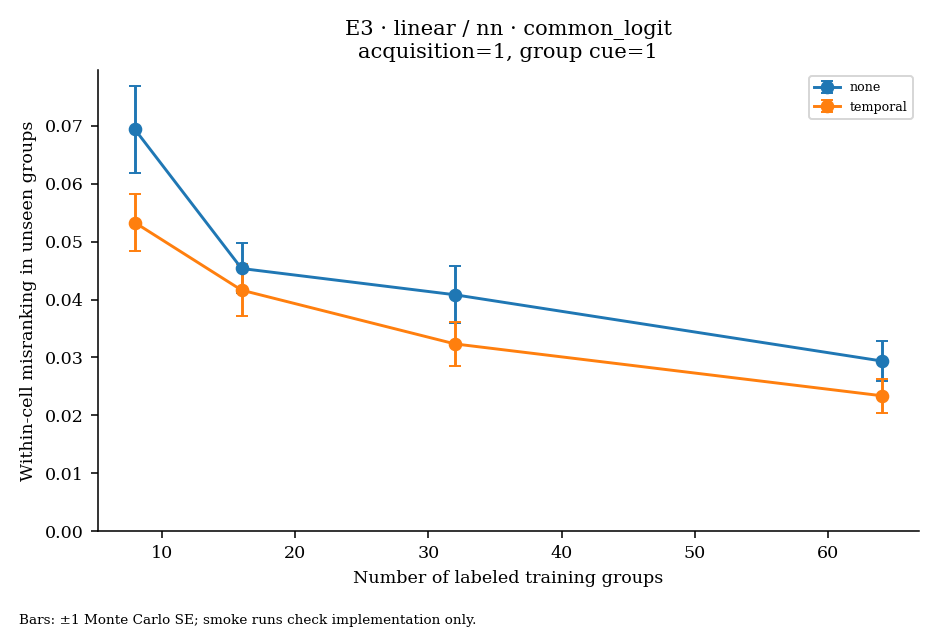 E3 · linear / nn · common_logit
acquisition=1, group cue=1
none
temporal
Within-cell misranking in unseen groups
0.07
0.06
0.05
0.04
0.03
0.02
0.01
0.00
10 20 30 40 50 60
Number of labeled training groups
Bars: ±1 Monte Carlo SE; smoke runs check implementation only.